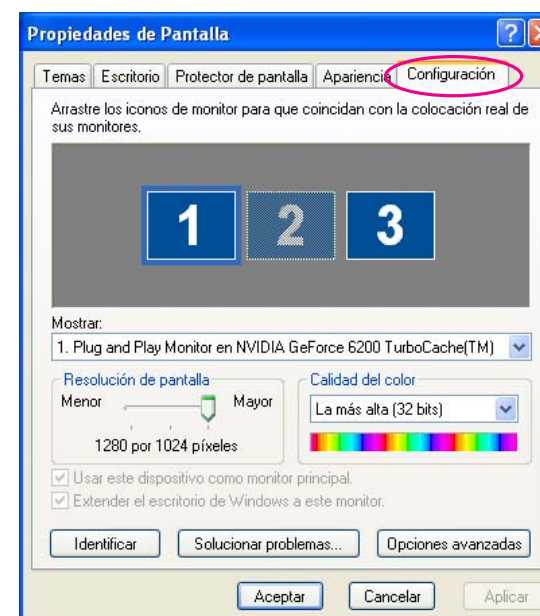 Propiedades de Pantalla
Temas Escritorio Protector de pantalla Apariencia Configuración
Arrastre los iconos de monitor para que coincidan con la colocación real de
sus monitores.
1 2 3
Mostrar:
1. Plug and Play Monitor en NVIDIA GeForce 6200 TurboCache(TM)
Resolución de pantalla
Menor Mayor
1280 por 1024 píxeles
Calidad del color
La más alta (32 bits)
Usar este dispositivo como monitor principal.
Extender el escritorio de Windows a este monitor.
Identificar Solucionar problemas... Opciones avanzadas
Aceptar Cancelar Aplicar